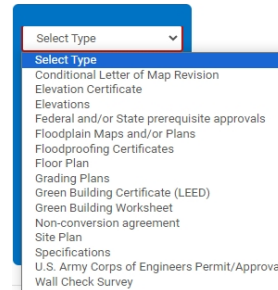 Select Type
Select Type
Conditional Letter of Map Revision
Elevation Certificate
Elevations
Federal and/or State prerequisite approvals
Floodplain Maps and/or Plans
Floodproofing Certificates
Floor Plan
Grading Plans
Green Building Certificate (LEED)
Green Building Worksheet
Non-conversion agreement
Site Plan
Specifications
U.S. Army Corps of Engineers Permit/Approva
Wall Check Survey